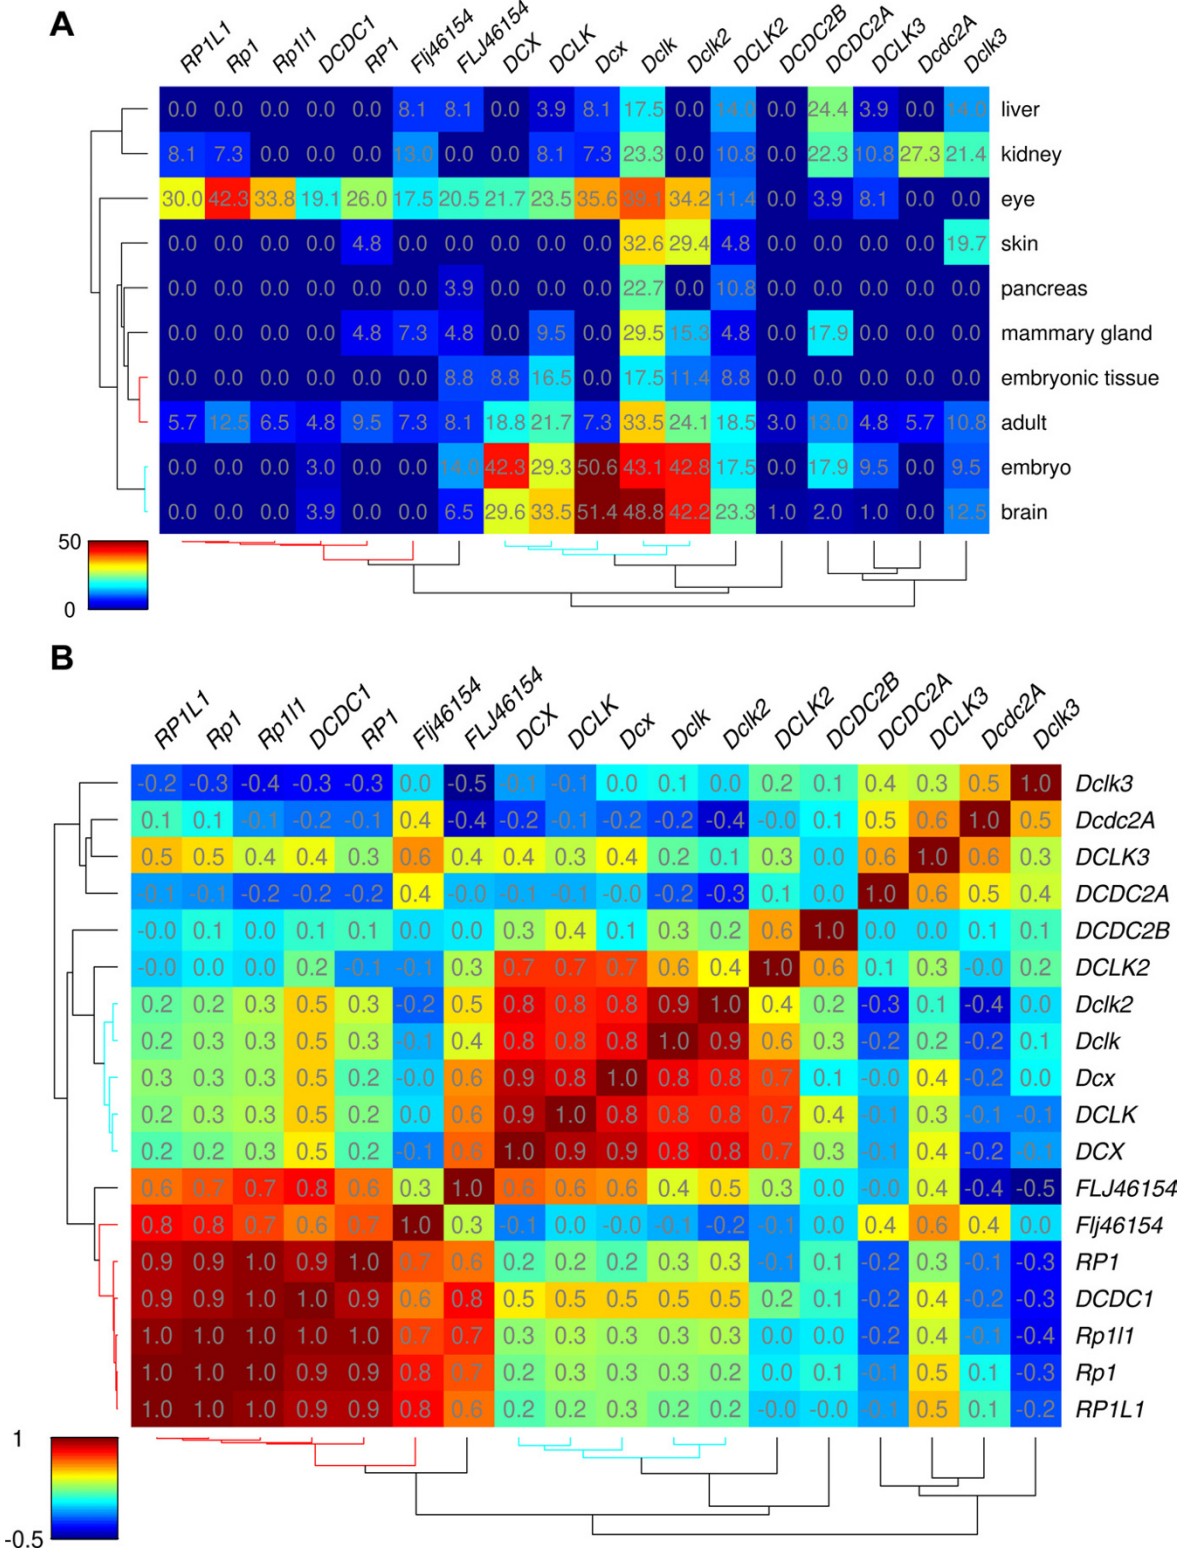 A
RP1L1 Rp1 Rp1l1 DCDC1 RP1 Flj46154 FLJ46154 DCX DCLK Dcx Dclk Dclk2 DCLK2 DCDC2B DCDC2A DCLK3 Dcdc2A Dclk3
0.0 0.0 0.0 0.0 0.0 8.1 8.1 0.0 3.9 8.1 17.5 0.0 14.0 0.0 24.4 3.9 0.0 14.0 liver
8.1 7.3 0.0 0.0 0.0 13.0 0.0 0.0 8.1 7.3 23.3 0.0 10.8 0.0 22.3 10.8 27.3 21.4 kidney
30.0 42.3 33.8 19.1 26.0 17.5 20.5 21.7 23.5 35.6 39.1 34.2 11.4 0.0 3.9 8.1 0.0 0.0 eye
0.0 0.0 0.0 0.0 4.8 0.0 0.0 0.0 0.0 0.0 32.6 29.4 4.8 0.0 0.0 0.0 0.0 19.7 skin
0.0 0.0 0.0 0.0 0.0 0.0 3.9 0.0 0.0 0.0 22.7 0.0 10.8 0.0 0.0 0.0 0.0 0.0 pancreas
0.0 0.0 0.0 0.0 4.8 7.3 4.8 0.0 9.5 0.0 29.5 15.3 4.8 0.0 17.9 0.0 0.0 0.0 mammary gland
0.0 0.0 0.0 0.0 0.0 0.0 8.8 8.8 16.5 0.0 17.5 11.4 8.8 0.0 0.0 0.0 0.0 0.0 embryonic tissue
5.7 12.5 6.5 4.8 9.5 7.3 8.1 18.8 21.7 7.3 33.5 24.1 18.5 3.0 13.0 4.8 5.7 10.8 adult
0.0 0.0 0.0 3.0 0.0 0.0 14.0 42.3 29.3 50.6 43.1 42.8 17.5 0.0 17.9 9.5 0.0 9.5 embryo
0.0 0.0 0.0 3.9 0.0 0.0 6.5 29.6 33.5 51.4 48.8 42.2 23.3 1.0 2.0 1.0 0.0 12.5 brain
50
0
B
RP1L1 Rp1 Rp1l1 DCDC1 RP1 Flj46154 FLJ46154 DCX DCLK Dcx Dclk Dclk2 DCLK2 DCDC2B DCDC2A DCLK3 Dcdc2A Dclk3
-0.2 -0.3 -0.4 -0.3 -0.3 0.0 -0.5 -0.1 -0.1 0.0 0.1 0.0 0.2 0.1 0.4 0.3 0.5 1.0 Dclk3
0.1 0.1 -0.1 -0.2 -0.1 0.4 -0.4 -0.2 -0.1 -0.2 -0.2 -0.4 -0.0 0.1 0.5 0.6 1.0 0.5 Dcdc2A
0.5 0.5 0.4 0.4 0.3 0.6 0.4 0.4 0.3 0.4 0.2 0.1 0.3 0.0 0.6 1.0 0.6 0.3 DCLK3
-0.1 -0.1 -0.2 -0.2 -0.2 0.4 -0.0 -0.1 -0.1 -0.0 -0.2 -0.3 0.1 0.0 1.0 0.6 0.5 0.4 DCDC2A
-0.0 0.1 0.0 0.1 0.1 0.0 0.0 0.3 0.4 0.1 0.3 0.2 0.6 1.0 0.0 0.0 0.1 0.1 DCDC2B
-0.0 0.0 0.0 0.2 -0.1 -0.1 0.3 0.7 0.7 0.7 0.6 0.4 1.0 0.6 0.1 0.3 -0.0 0.2 DCLK2
0.2 0.2 0.3 0.5 0.3 -0.2 0.5 0.8 0.8 0.8 0.9 1.0 0.4 0.2 -0.3 0.1 -0.4 0.0 Dclk2
0.2 0.3 0.3 0.5 0.3 -0.1 0.4 0.8 0.8 0.8 1.0 0.9 0.6 0.3 -0.2 0.2 -0.2 0.1 Dclk
0.3 0.3 0.3 0.5 0.2 -0.0 0.6 0.9 0.8 1.0 0.8 0.8 0.7 0.1 -0.0 0.4 -0.2 0.0 Dcx
0.2 0.3 0.3 0.5 0.2 0.0 0.6 0.9 1.0 0.8 0.8 0.8 0.7 0.4 -0.1 0.3 -0.1 -0.1 DCLK
0.2 0.2 0.3 0.5 0.2 -0.1 0.6 1.0 0.9 0.9 0.8 0.8 0.7 0.3 -0.1 0.4 -0.2 -0.1 DCX
0.6 0.7 0.7 0.8 0.6 0.3 1.0 0.6 0.6 0.6 0.4 0.5 0.3 0.0 -0.0 0.4 -0.4 -0.5 FLJ46154
0.8 0.8 0.7 0.6 0.7 1.0 0.3 -0.1 0.0 -0.0 -0.1 -0.2 -0.1 0.0 0.4 0.6 0.4 0.0 Flj46154
0.9 0.9 1.0 0.9 1.0 0.7 0.6 0.2 0.2 0.2 0.3 0.3 -0.1 0.1 -0.2 0.3 -0.1 -0.3 RP1
0.9 0.9 1.0 1.0 0.9 0.6 0.8 0.5 0.5 0.5 0.5 0.5 0.2 0.1 -0.2 0.4 -0.2 -0.3 DCDC1
1.0 1.0 1.0 1.0 1.0 0.7 0.7 0.3 0.3 0.3 0.3 0.3 0.0 0.0 -0.2 0.4 -0.1 -0.4 Rp1l1
1.0 1.0 1.0 0.9 0.9 0.8 0.7 0.2 0.3 0.3 0.3 0.2 0.0 0.1 -0.1 0.5 0.1 -0.3 Rp1
1.0 1.0 1.0 0.9 0.9 0.8 0.6 0.2 0.2 0.3 0.2 0.2 -0.0 -0.0 -0.1 0.5 0.1 -0.2 RP1L1
1
-0.5